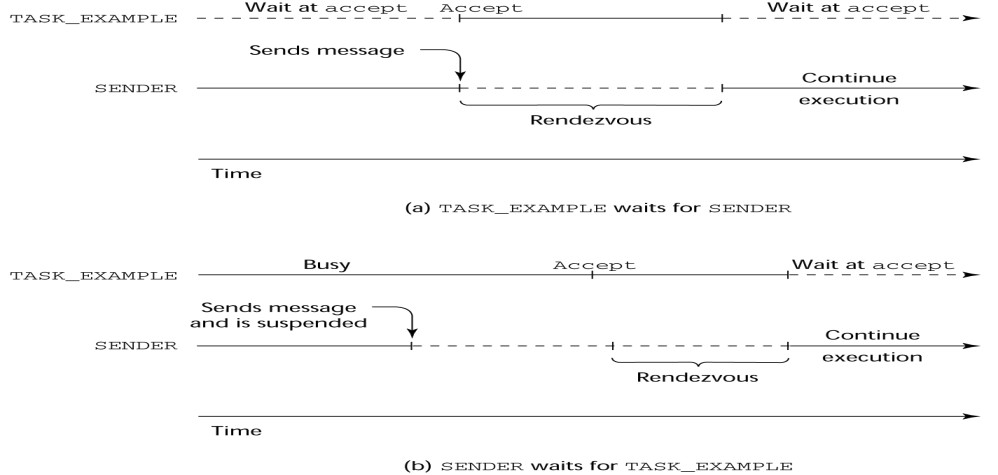 Wait at accept Accept Wait at accept
TASK_EXAMPLE
Sends message
Continue
SENDER
execution
Rendezvous
Time
(a) TASK_EXAMPLE waits for SENDER
Busy Accept Wait at accept
TASK_EXAMPLE
Sends message
and is suspended
Continue
SENDER
execution
Rendezvous
Time
(b) SENDER waits for TASK_EXAMPLE